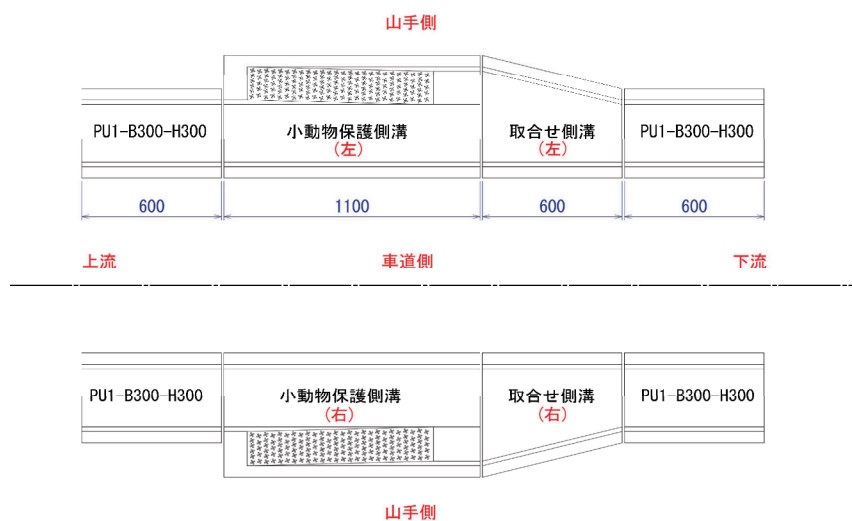 山手側
PU1-B300-H300 小動物保護側溝 取合せ側溝 PU1-B300-H300
(左) (左)
600 1100 600 600
上流 車道側 下流
PU1-B300-H300 小動物保護側溝 取合せ側溝 PU1-B300-H300
(右) (右)
山手側